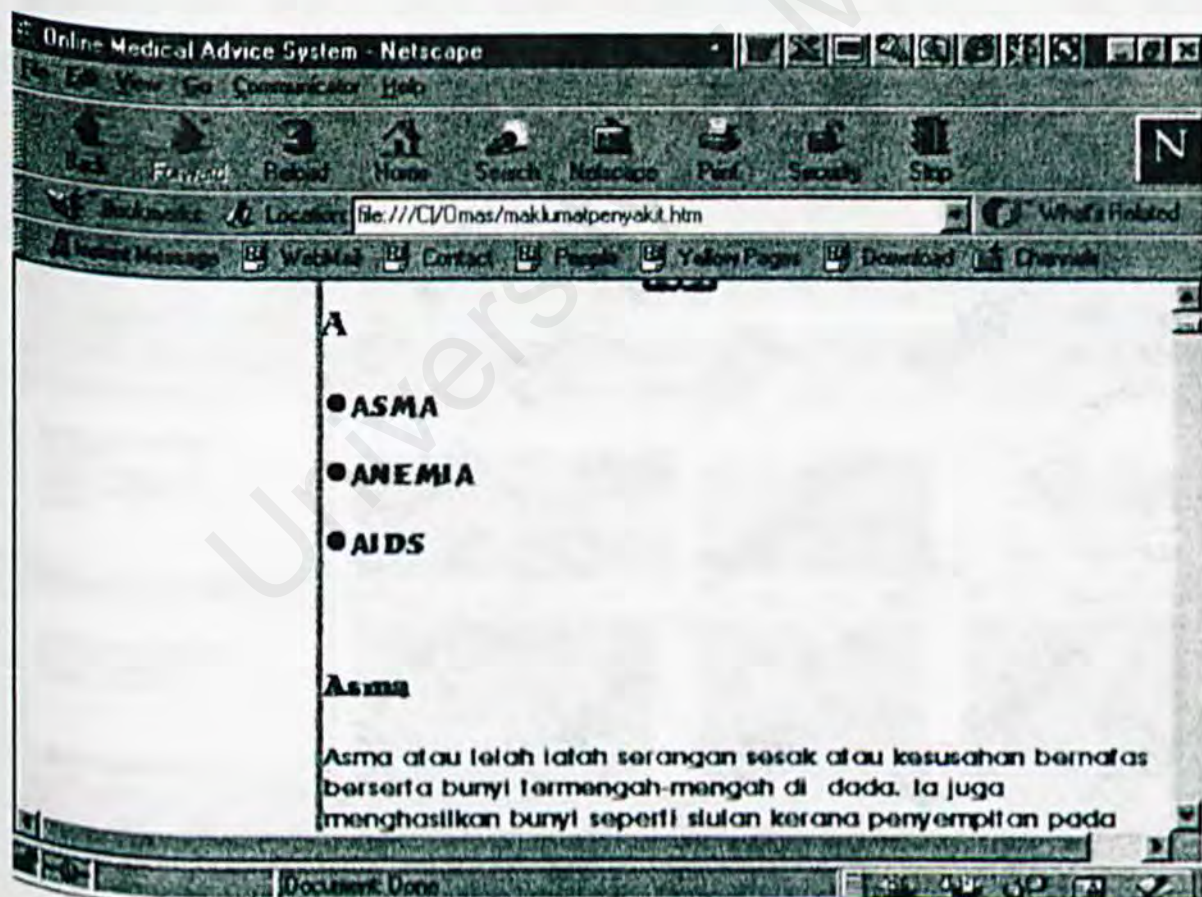 Online Medical Advice System - Netscape
File Edit View Go Communicator Help
Back Forward Reload Home Search Netscape Print Security Stop
N
Bookmarks Location: file:///C|/Omas/maklumatpenyakit.htm What's Related
Instant Message WebMail Contact People Yellow Pages Download Channels
A
ASMA
ANEMIA
AIDS
Asma
Asma atau lelah ialah serangan sesak atau kesusahan bernafas
berserta bunyi termengah-mengah di dada. Ia juga
menghasilkan bunyi seperti siulan kerana penyempitan pada
Document: Done